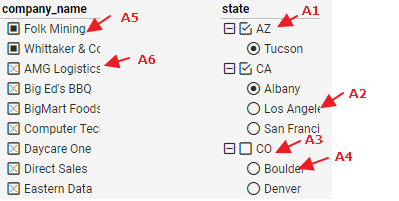 company_name state
A1
Folk Mining A5 AZ
Whittaker & Co Tucson
AMG Logistics A6 CA
Big Ed's BBQ Albany
A2
BigMart Foods Los Angele
Computer Tec San Franci
A3
Daycare One CO
A4
Direct Sales Boulder
Eastern Data Denver